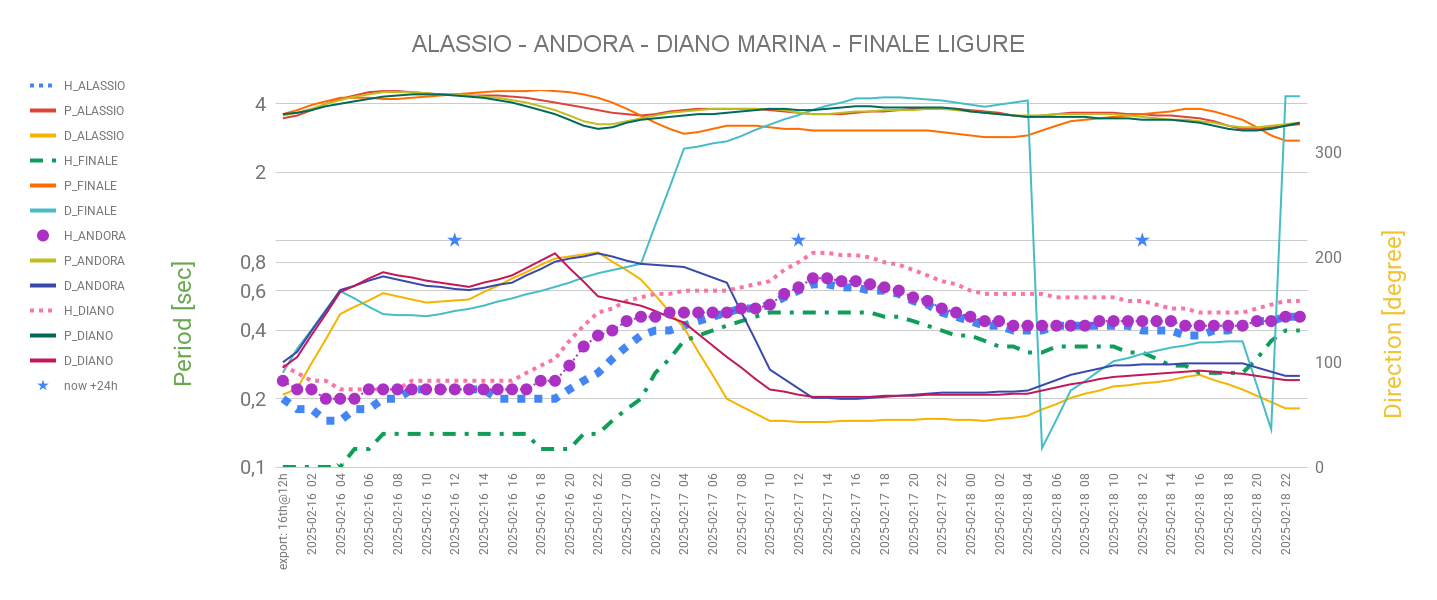 ALASSIO - ANDORA - DIANO MARINA - FINALE LIGURE
H_ALASSIO
P_ALASSIO
D_ALASSIO
H_FINALE
P_FINALE
D_FINALE
H_ANDORA
P_ANDORA
D_ANDORA
H_DIANO
P_DIANO
D_DIANO
now +24h
Period [sec]
4
2
0,8
0,6
0,4
0,2
0,1
300
200
100
0
Direction [degree]
export: 16th@12h
2025-02-16 02
2025-02-16 04
2025-02-16 06
2025-02-16 08
2025-02-16 10
2025-02-16 12
2025-02-16 14
2025-02-16 16
2025-02-16 18
2025-02-16 20
2025-02-16 22
2025-02-17 00
2025-02-17 02
2025-02-17 04
2025-02-17 06
2025-02-17 08
2025-02-17 10
2025-02-17 12
2025-02-17 14
2025-02-17 16
2025-02-17 18
2025-02-17 20
2025-02-17 22
2025-02-18 00
2025-02-18 02
2025-02-18 04
2025-02-18 06
2025-02-18 08
2025-02-18 10
2025-02-18 12
2025-02-18 14
2025-02-18 16
2025-02-18 18
2025-02-18 20
2025-02-18 22